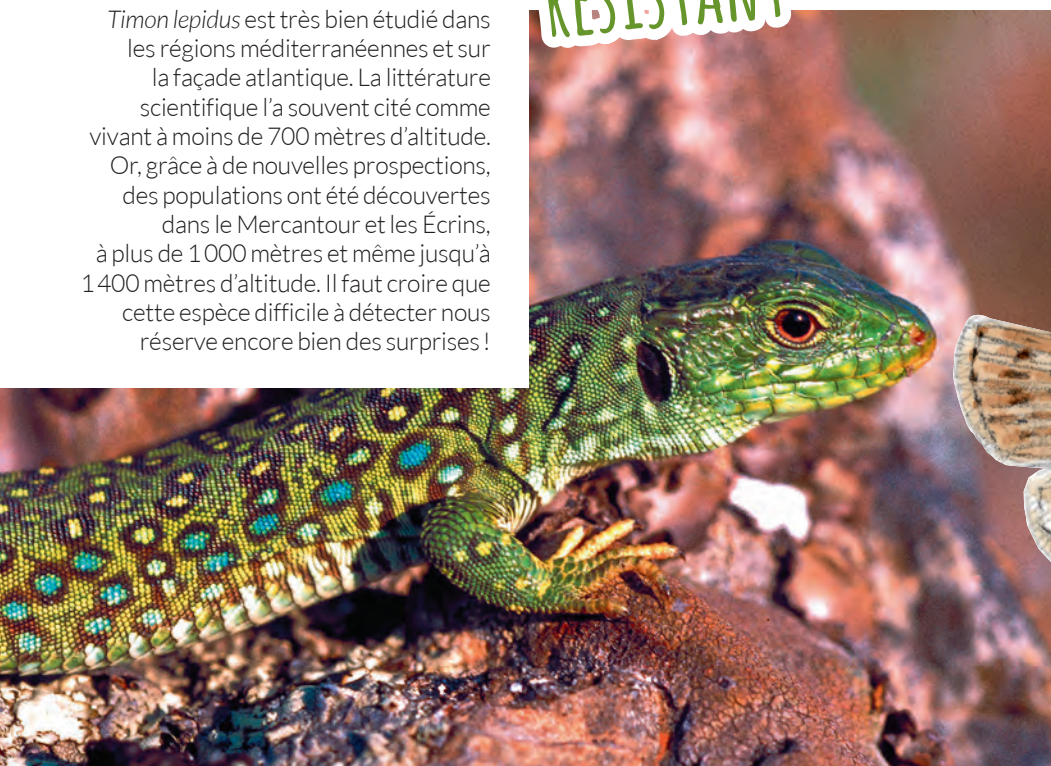 RÉSISTANT
Timon lepidus est très bien étudié dans
les régions méditerranéennes et sur
la façade atlantique. La littérature
scientifique l’a souvent cité comme
vivant à moins de 700 mètres d’altitude.
Or, grâce à de nouvelles prospections,
des populations ont été découvertes
dans le Mercantour et les Écrins,
à plus de 1 000 mètres et même jusqu’à
1 400 mètres d’altitude. Il faut croire que
cette espèce difficile à détecter nous
réserve encore bien des surprises !